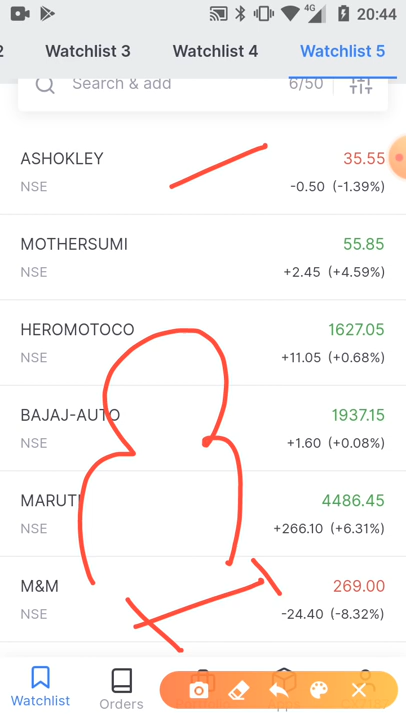 4G 20:44
2 Watchlist 3 Watchlist 4 Watchlist 5
Search & add 6/50
ASHOKLEY 35.55
NSE -0.50 (-1.39%)
MOTHERSUMI 55.85
NSE +2.45 (+4.59%)
HEROMOTOCO 1627.05
NSE +11.05 (+0.68%)
BAJAJ-AUTO 1937.15
NSE +1.60 (+0.08%)
MARUTI 4486.45
NSE +266.10 (+6.31%)
M&M 269.00
NSE -24.40 (-8.32%)
Watchlist Orders